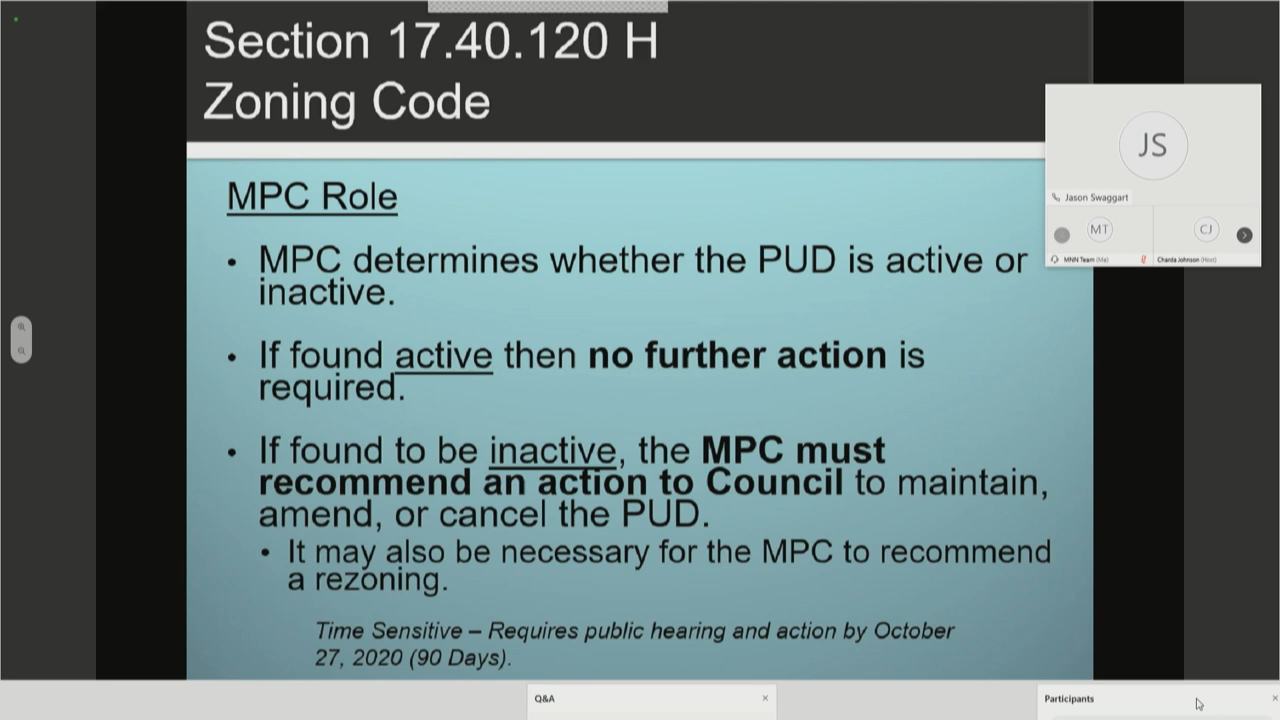 Section 17.40.120 H
Zoning Code
JS
Jason Swaggart
MT
CJ
MNN Team (Me)
Charda Johnson (Host)
MPC Role
• MPC determines whether the PUD is active or
inactive.
• If found active then no further action is
required.
• If found to be inactive, the MPC must
recommend an action to Council to maintain,
amend, or cancel the PUD.
• It may also be necessary for the MPC to recommend
a rezoning.
Time Sensitive – Requires public hearing and action by October
27, 2020 (90 Days).
Q&A
Participants